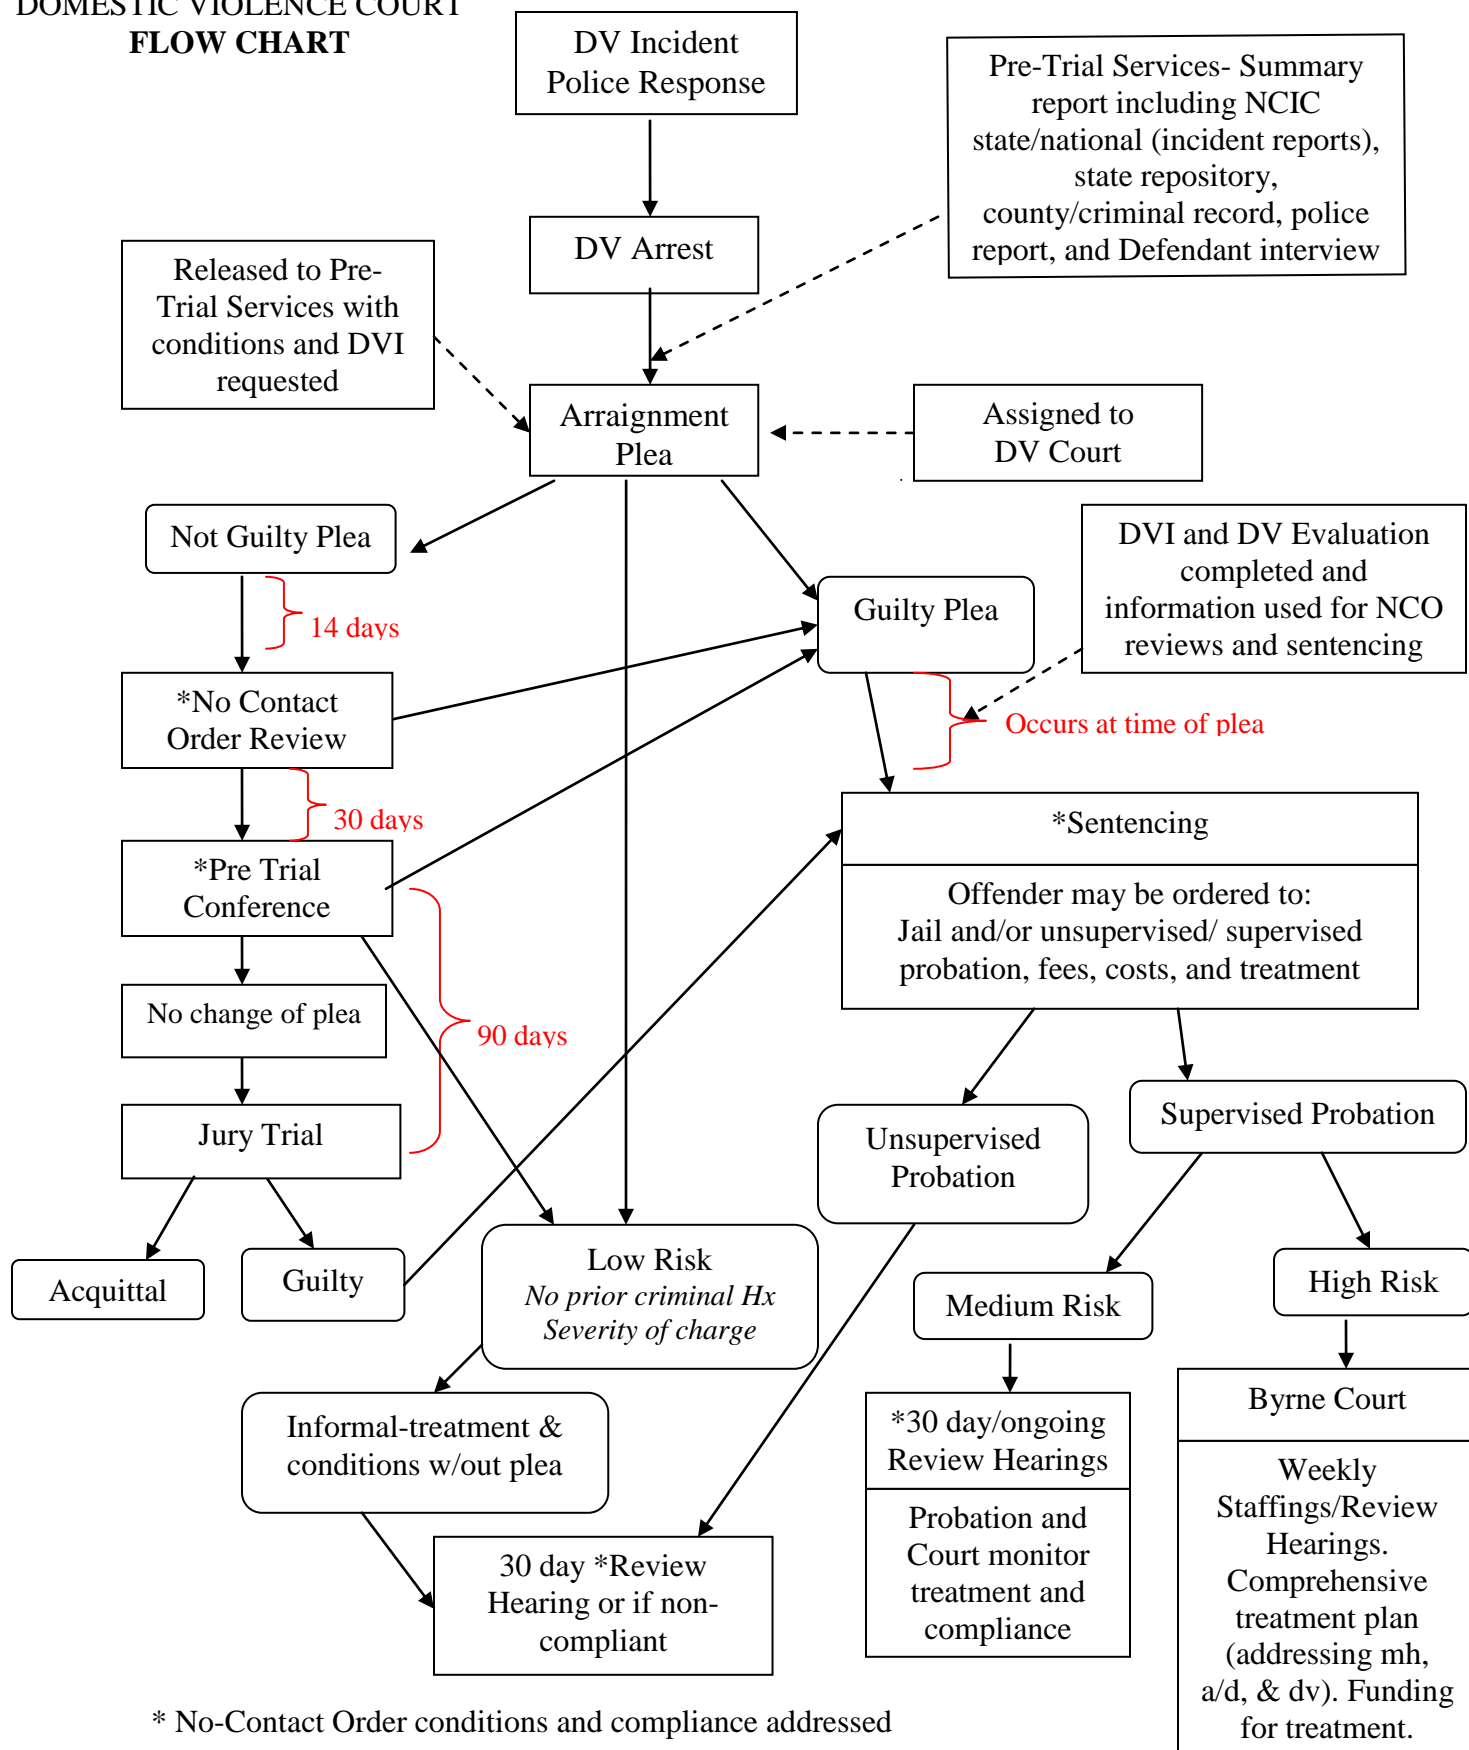 DOMESTIC VIOLENCE COURT
FLOW CHART
DV Incident
Police Response
Pre-Trial Services- Summary
report including NCIC
state/national (incident reports),
state repository,
county/criminal record, police
report, and Defendant interview
DV Arrest
Released to Pre-
Trial Services with
conditions and DVI
requested
Arraignment
Plea
Assigned to
DV Court
Not Guilty Plea
14 days
Guilty Plea
DVI and DV Evaluation
completed and
information used for NCO
reviews and sentencing
*No Contact
Order Review
Occurs at time of plea
30 days
*Sentencing
Offender may be ordered to:
Jail and/or unsupervised/ supervised
probation, fees, costs, and treatment
*Pre Trial
Conference
No change of plea
90 days
Jury Trial
Unsupervised
Probation
Supervised Probation
Acquittal
Guilty
Low Risk
No prior criminal Hx
Severity of charge
Medium Risk
High Risk
Informal-treatment &
conditions w/out plea
30 day *Review
Hearing or if non-
compliant
*30 day/ongoing
Review Hearings
Probation and
Court monitor
treatment and
compliance
Byrne Court
Weekly
Staffings/Review
Hearings.
Comprehensive
treatment plan
(addressing mh,
a/d, & dv). Funding
for treatment.
* No-Contact Order conditions and compliance addressed